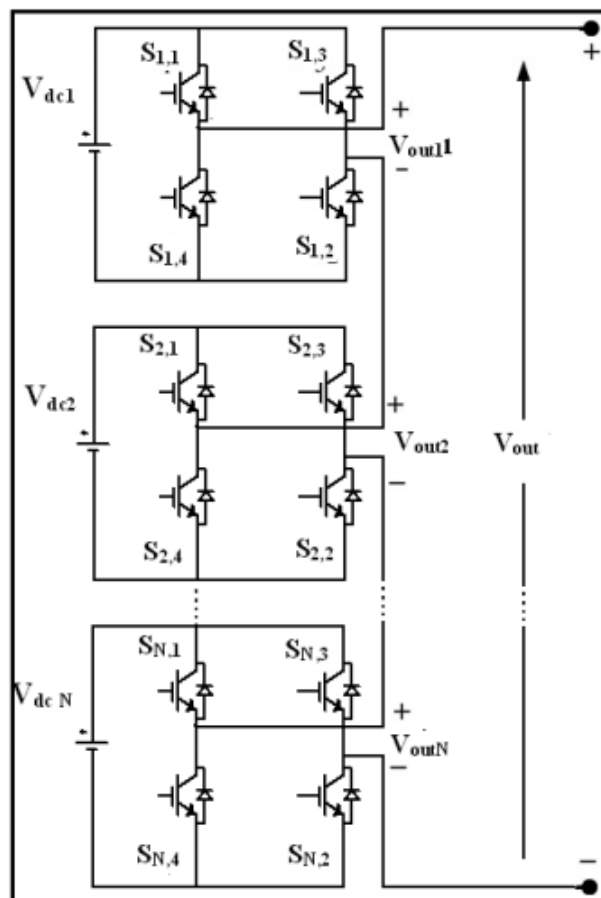 S1,1 S1,3
+
Vdc1
+
Vout11
−
S1,4 S1,2
S2,1 S2,3
Vdc2
+
Vout2 Vout
−
S2,4 S2,2
SN,1 SN,3
Vdc N
+
VoutN
−
SN,4 SN,2
−